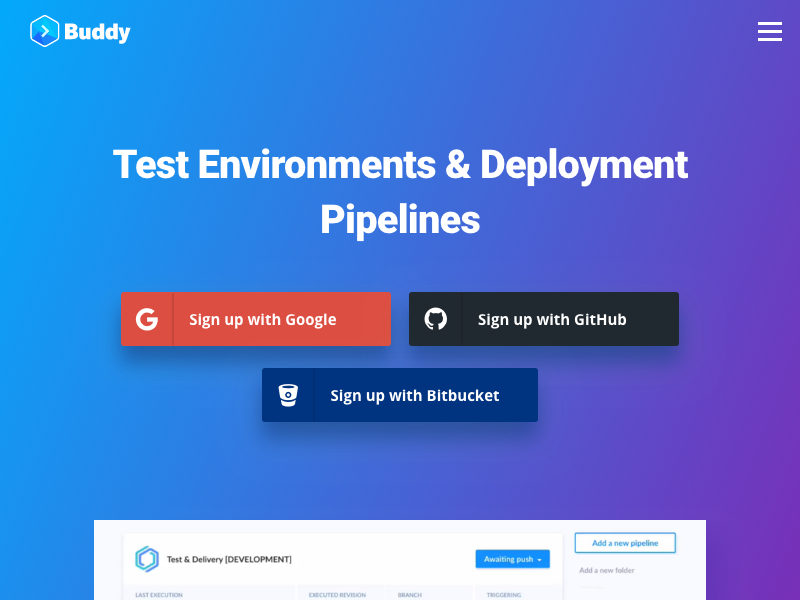 Buddy
Test Environments & Deployment
Pipelines
Sign up with Google
Sign up with GitHub
Sign up with Bitbucket
Test & Delivery [DEVELOPMENT]
Awaiting push
Add a new pipeline
Add a new folder
LAST EXECUTION
EXECUTED REVISION
BRANCH
TRIGGERING